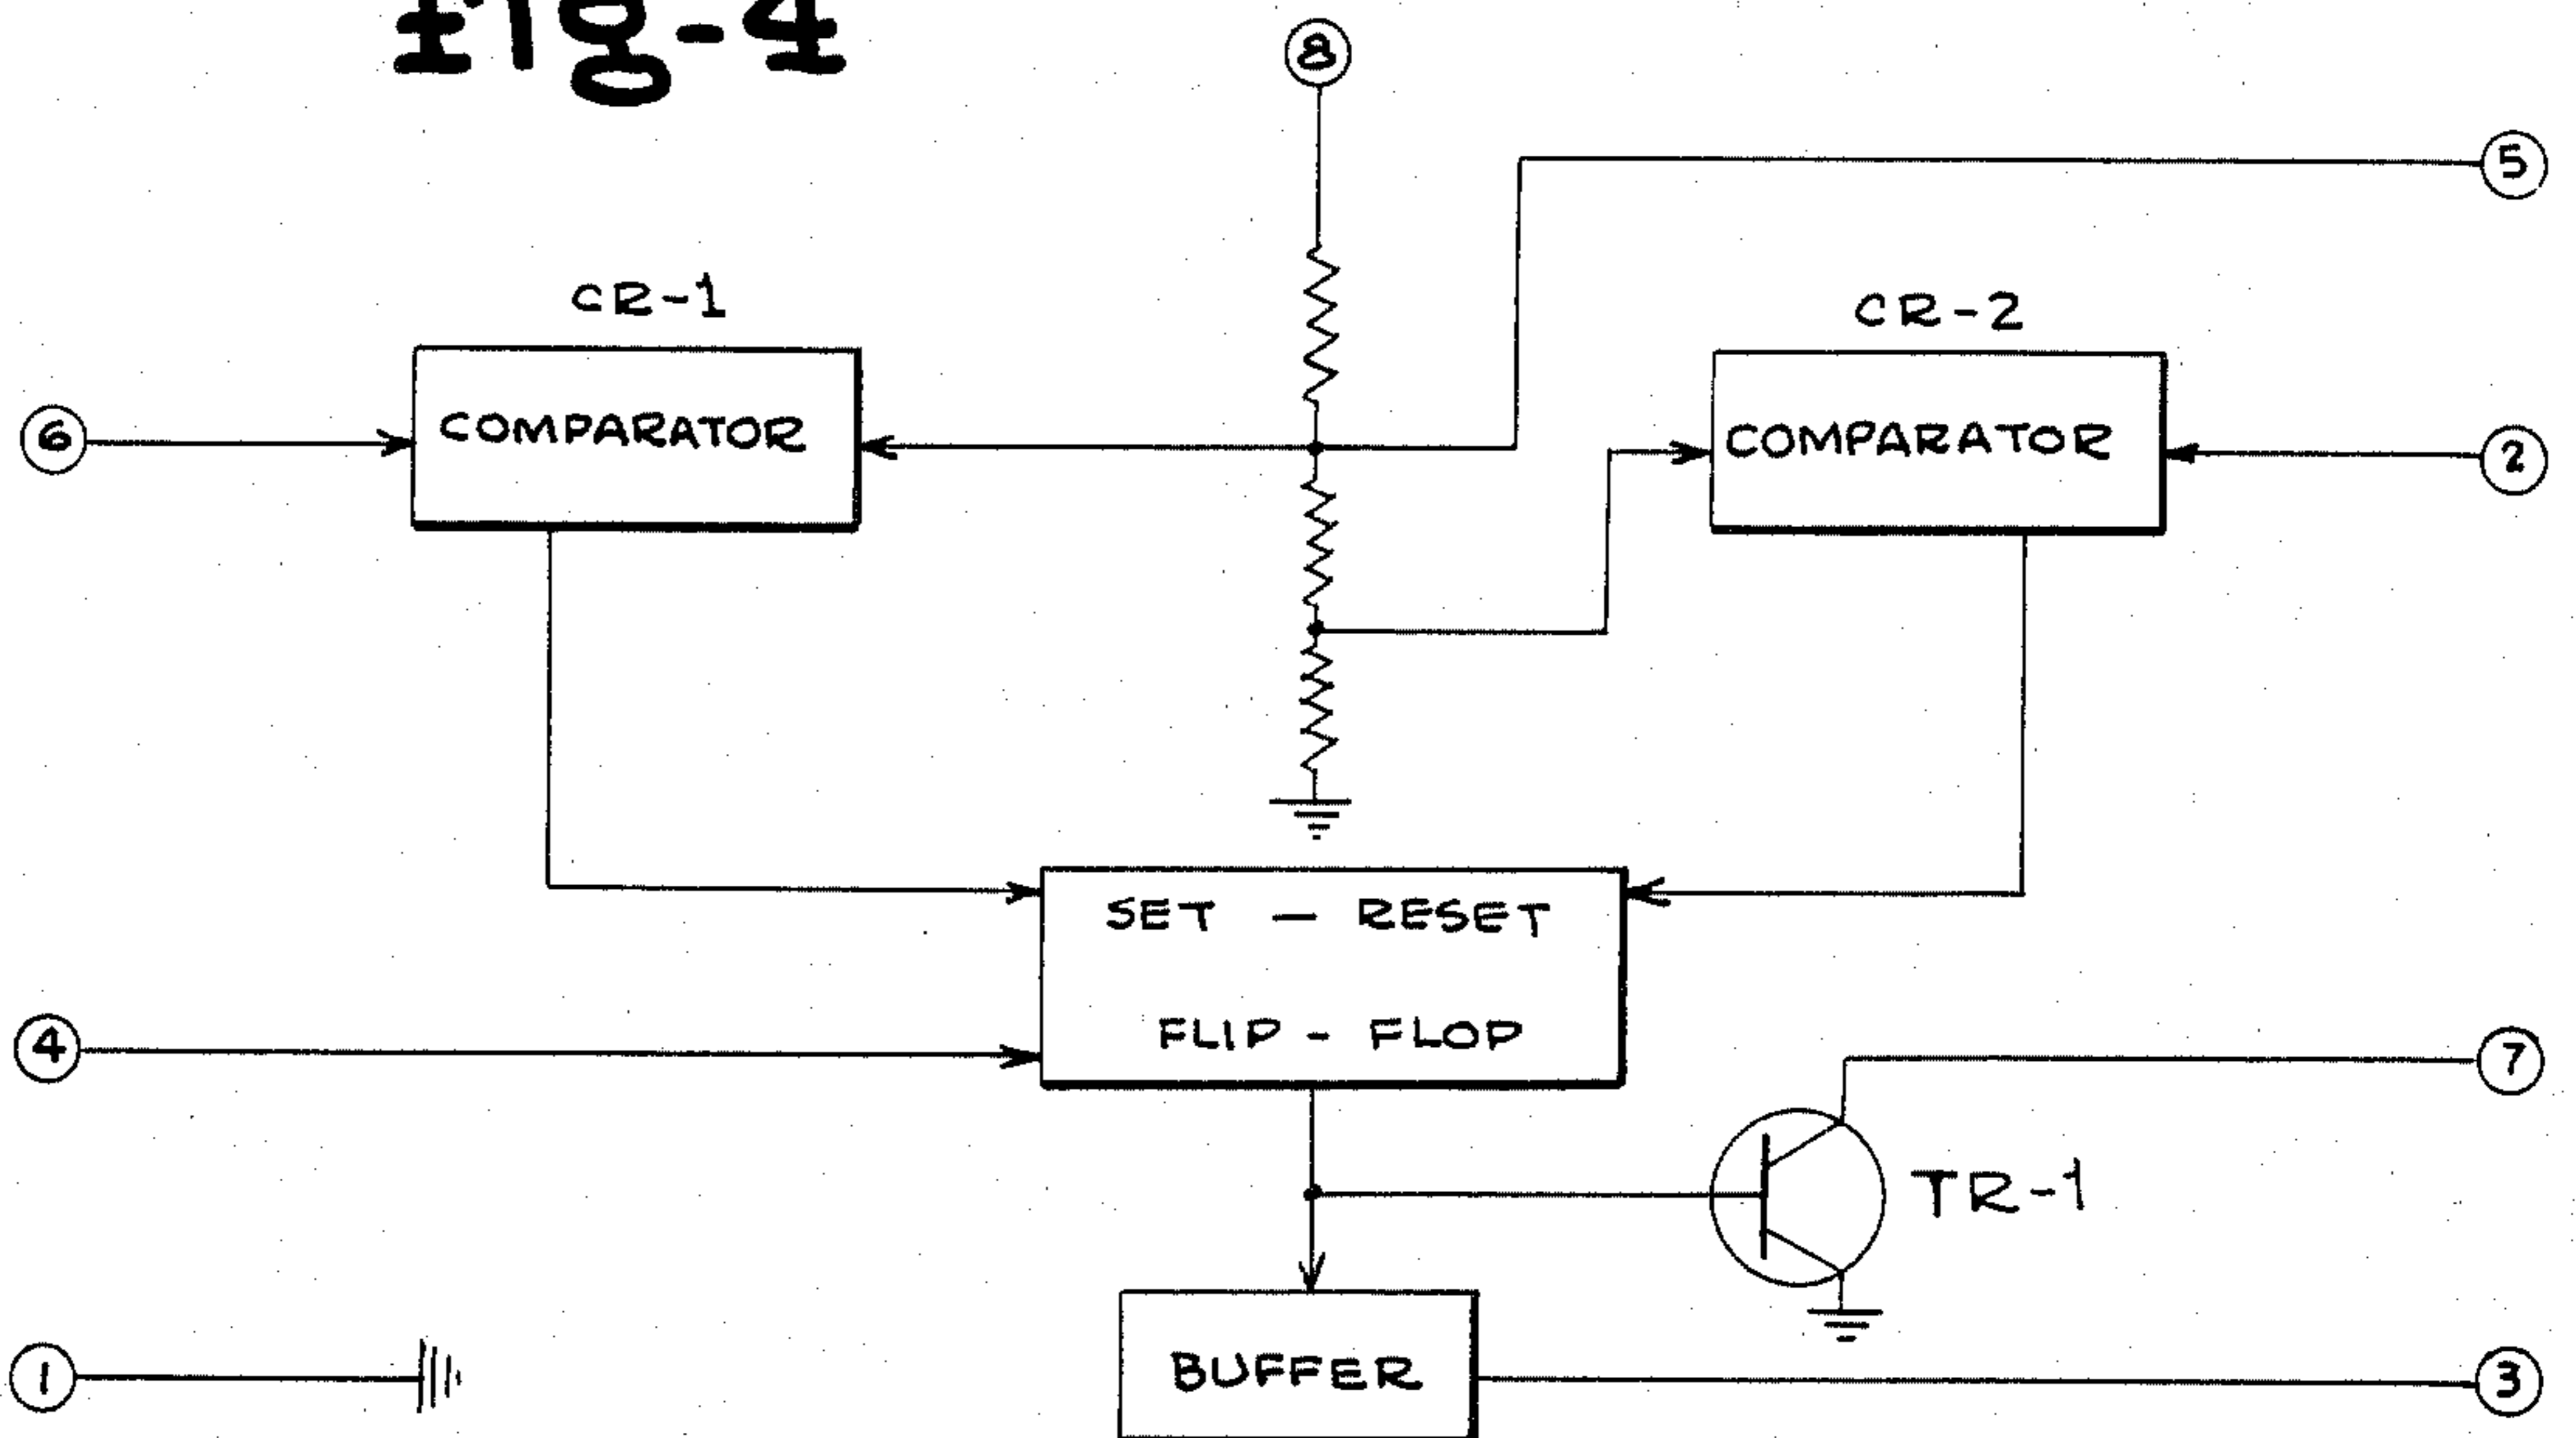 Fig-4
8
5
CR-1
CR-2
6
COMPARATOR
COMPARATOR
2
SET - RESET
FLIP - FLOP
4
7
TR-1
1
BUFFER
3